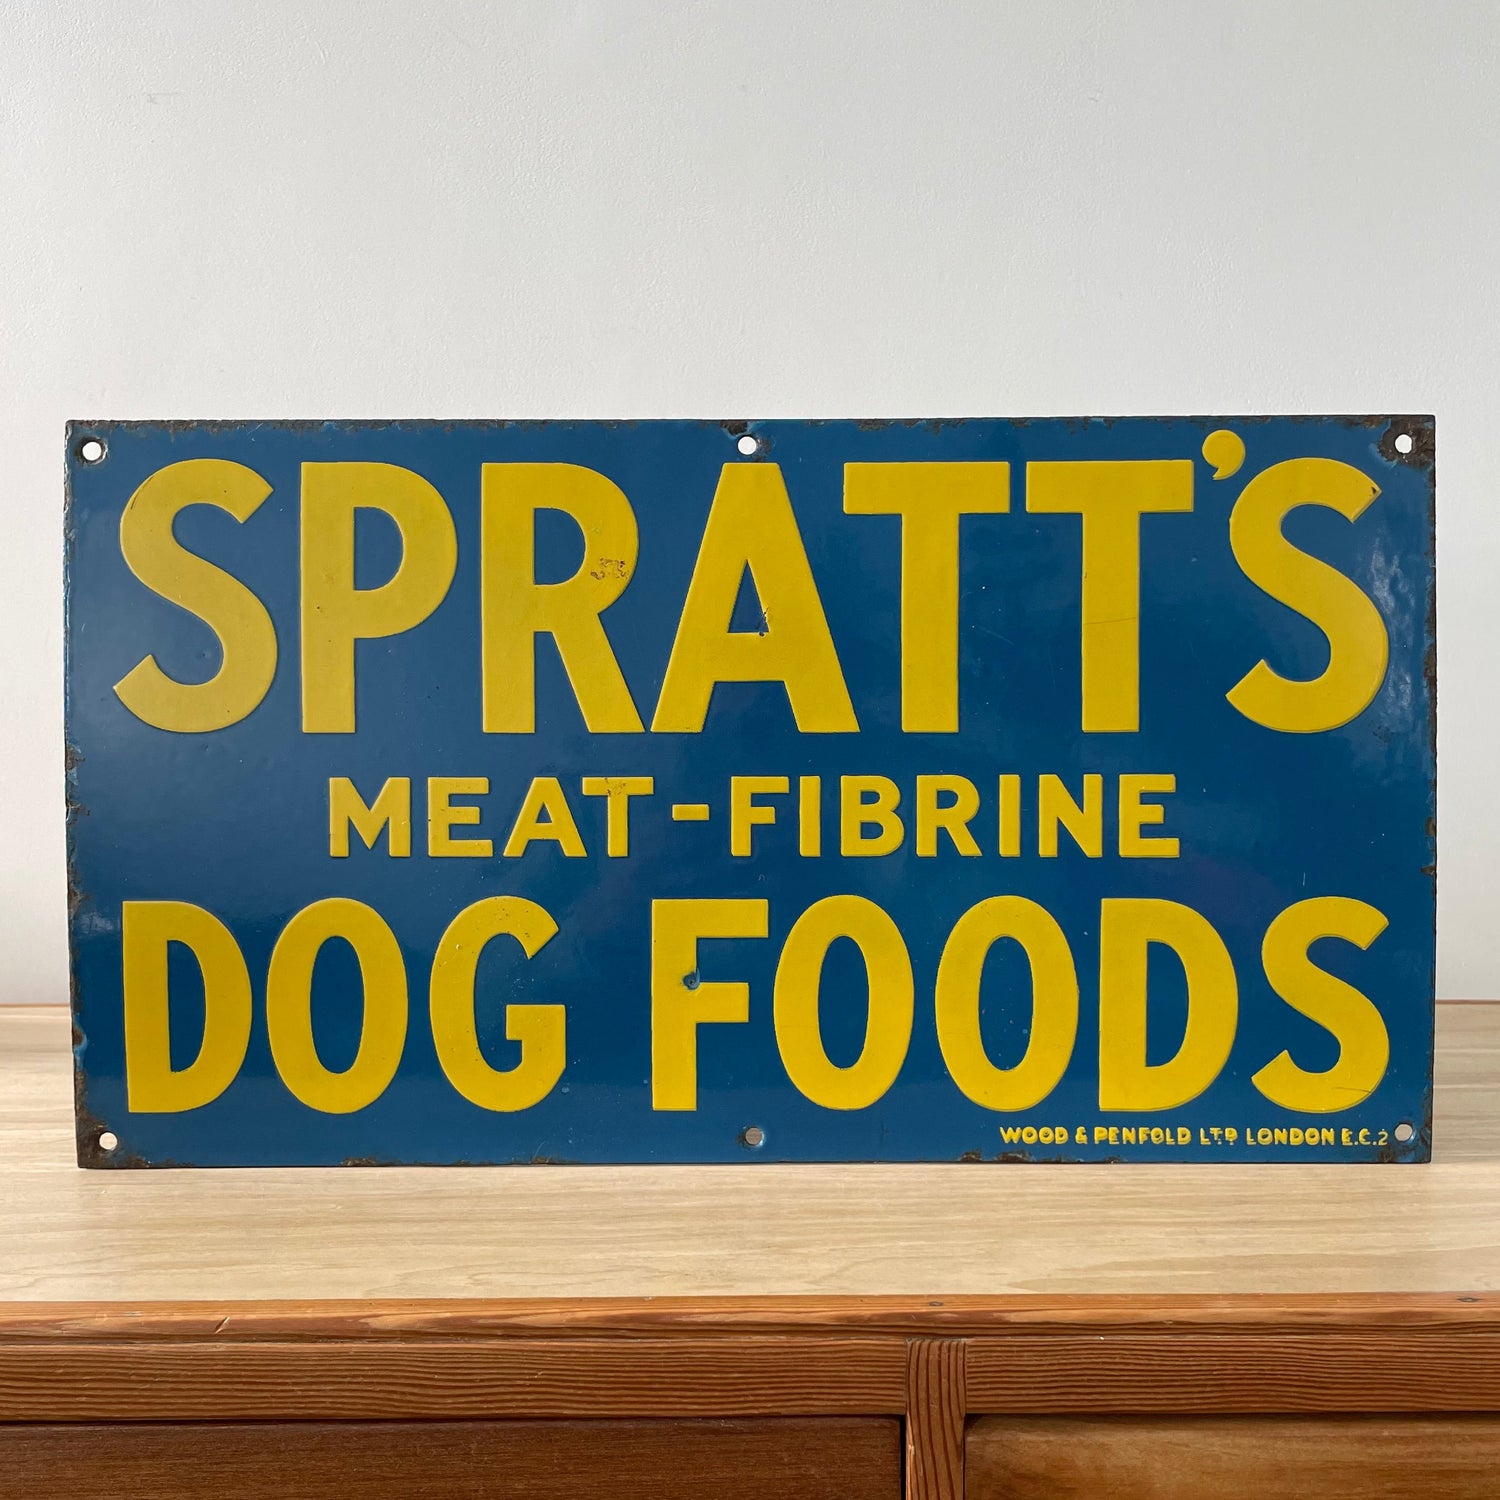 SPRATT'S
MEAT-FIBRINE
DOG FOODS
WOOD & PENFOLD LTD LONDON E.C.2